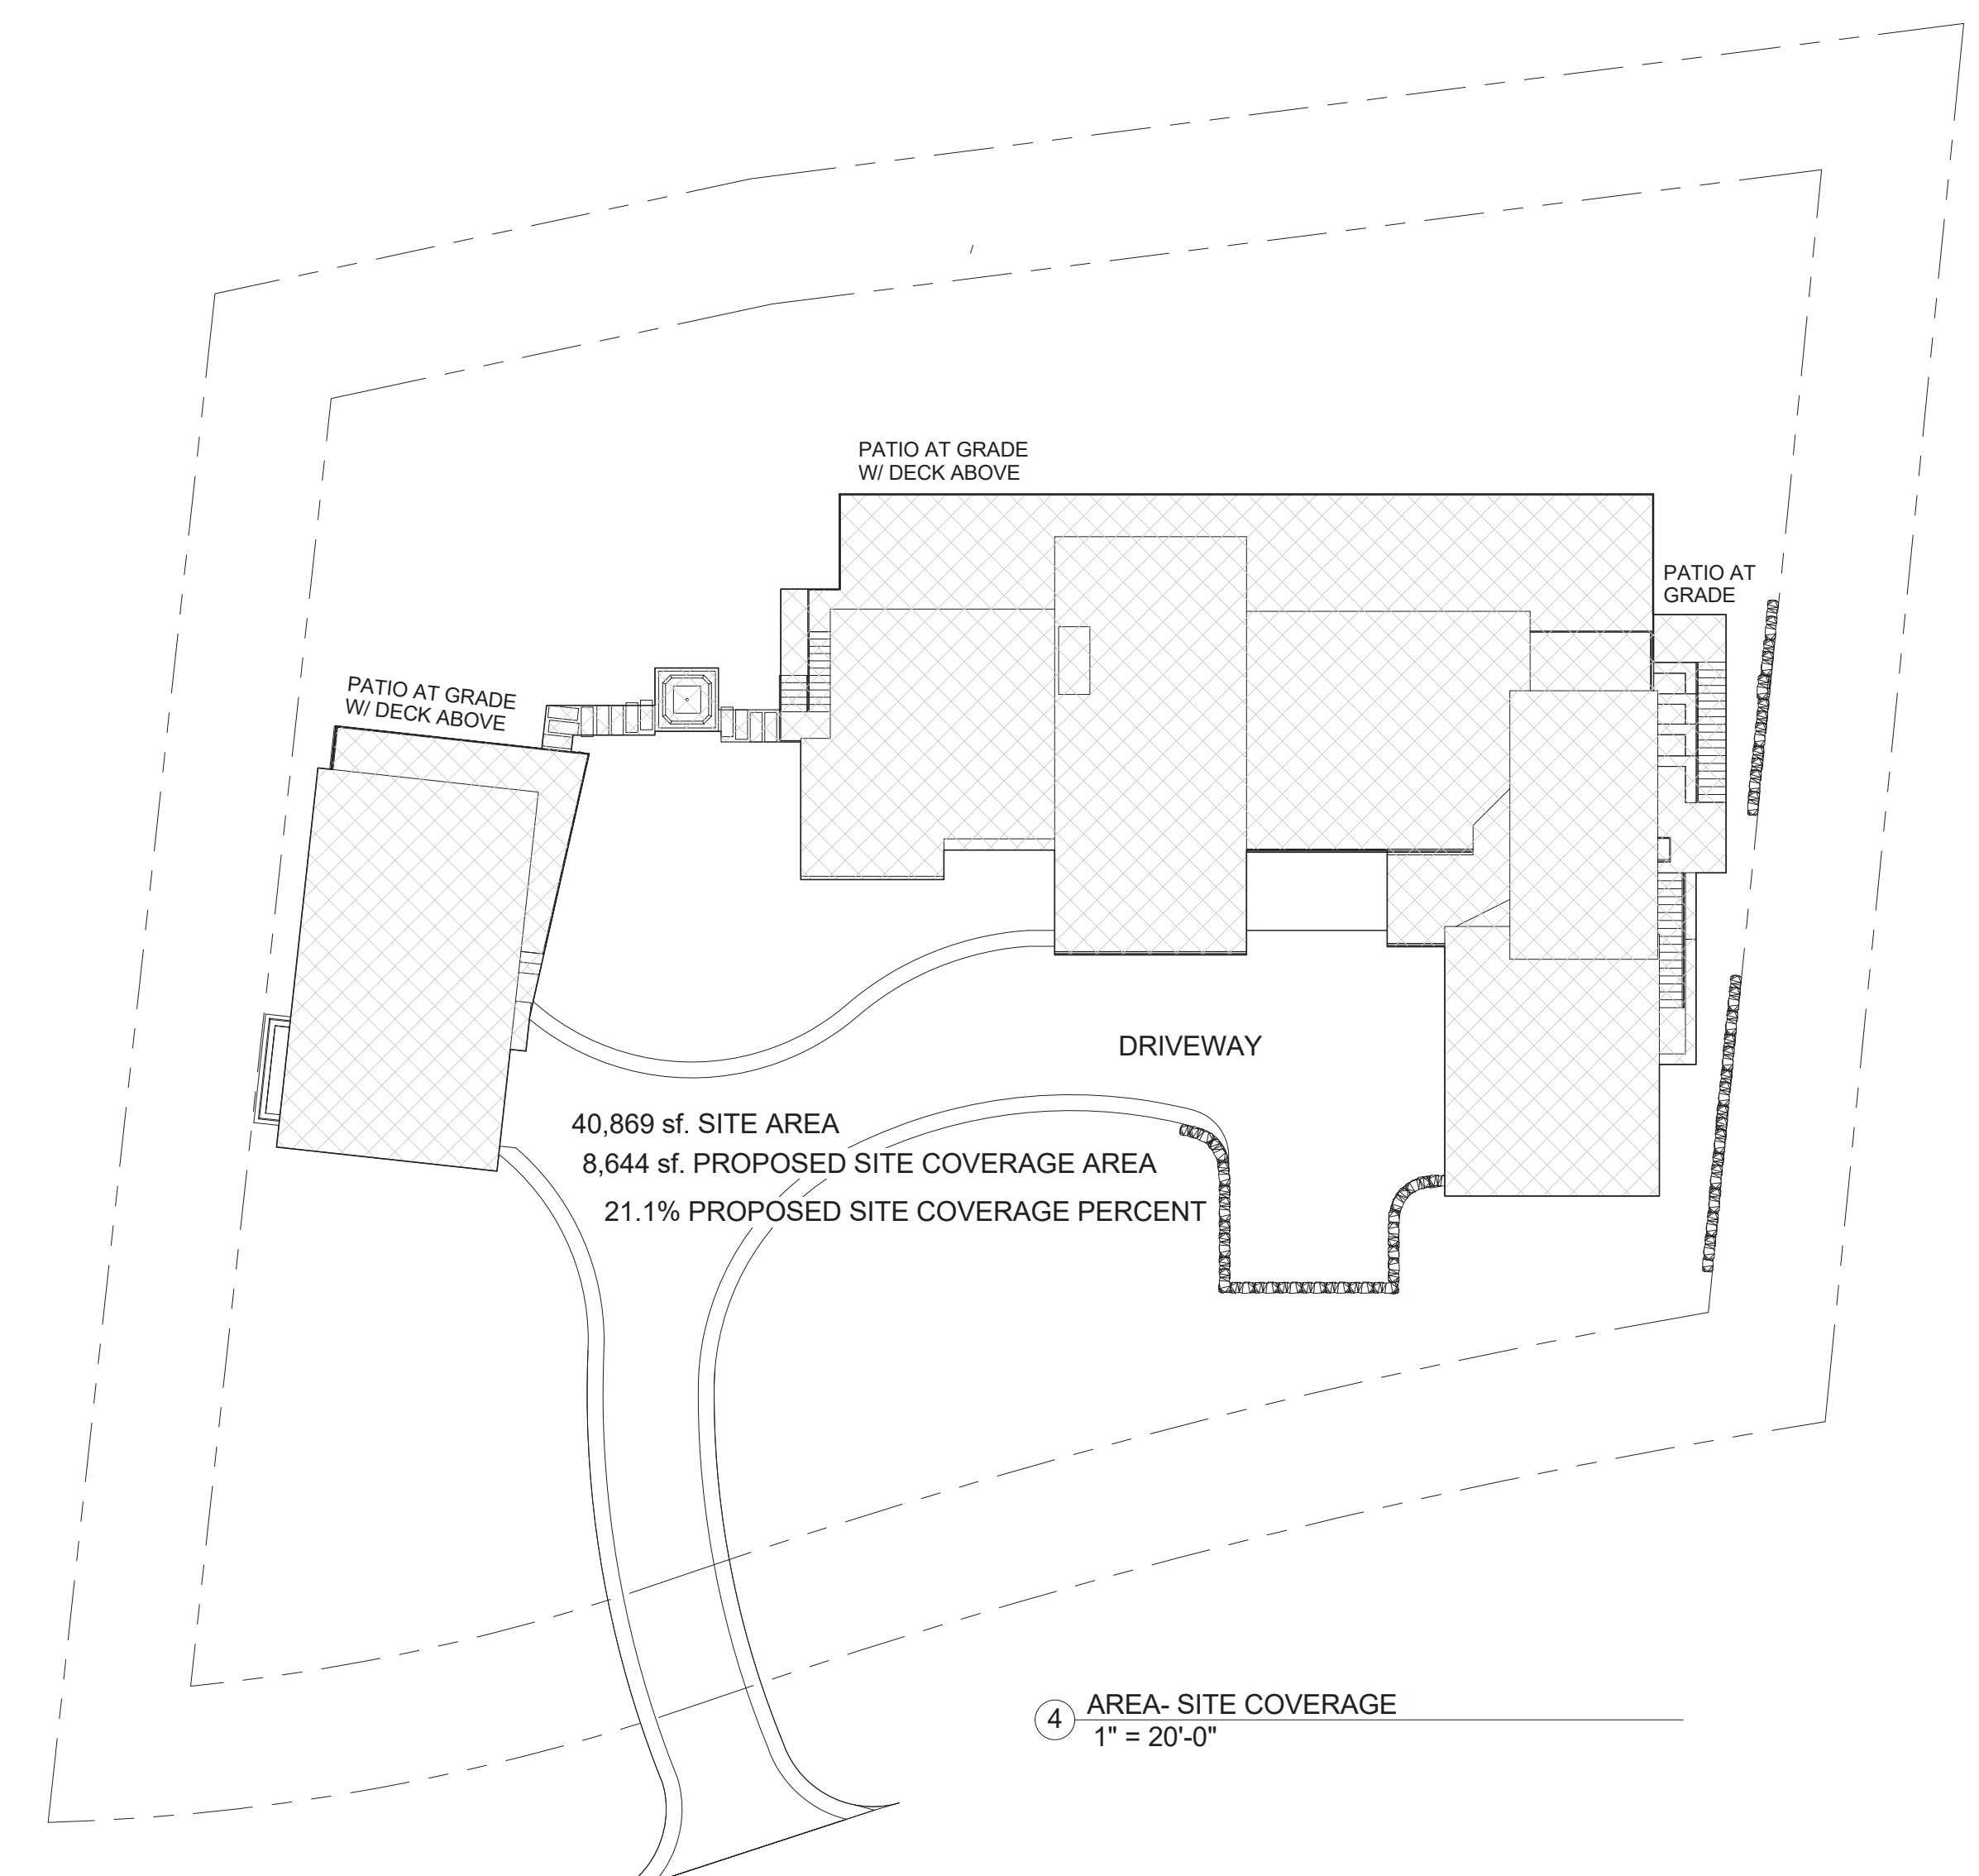 PATIO AT GRADE
W/ DECK ABOVE
PATIO AT
GRADE
PATIO AT GRADE
W/ DECK ABOVE
DRIVEWAY
40,869 sf. SITE AREA
8,644 sf. PROPOSED SITE COVERAGE AREA
21.1% PROPOSED SITE COVERAGE PERCENT
4 AREA- SITE COVERAGE
1" = 20'-0"